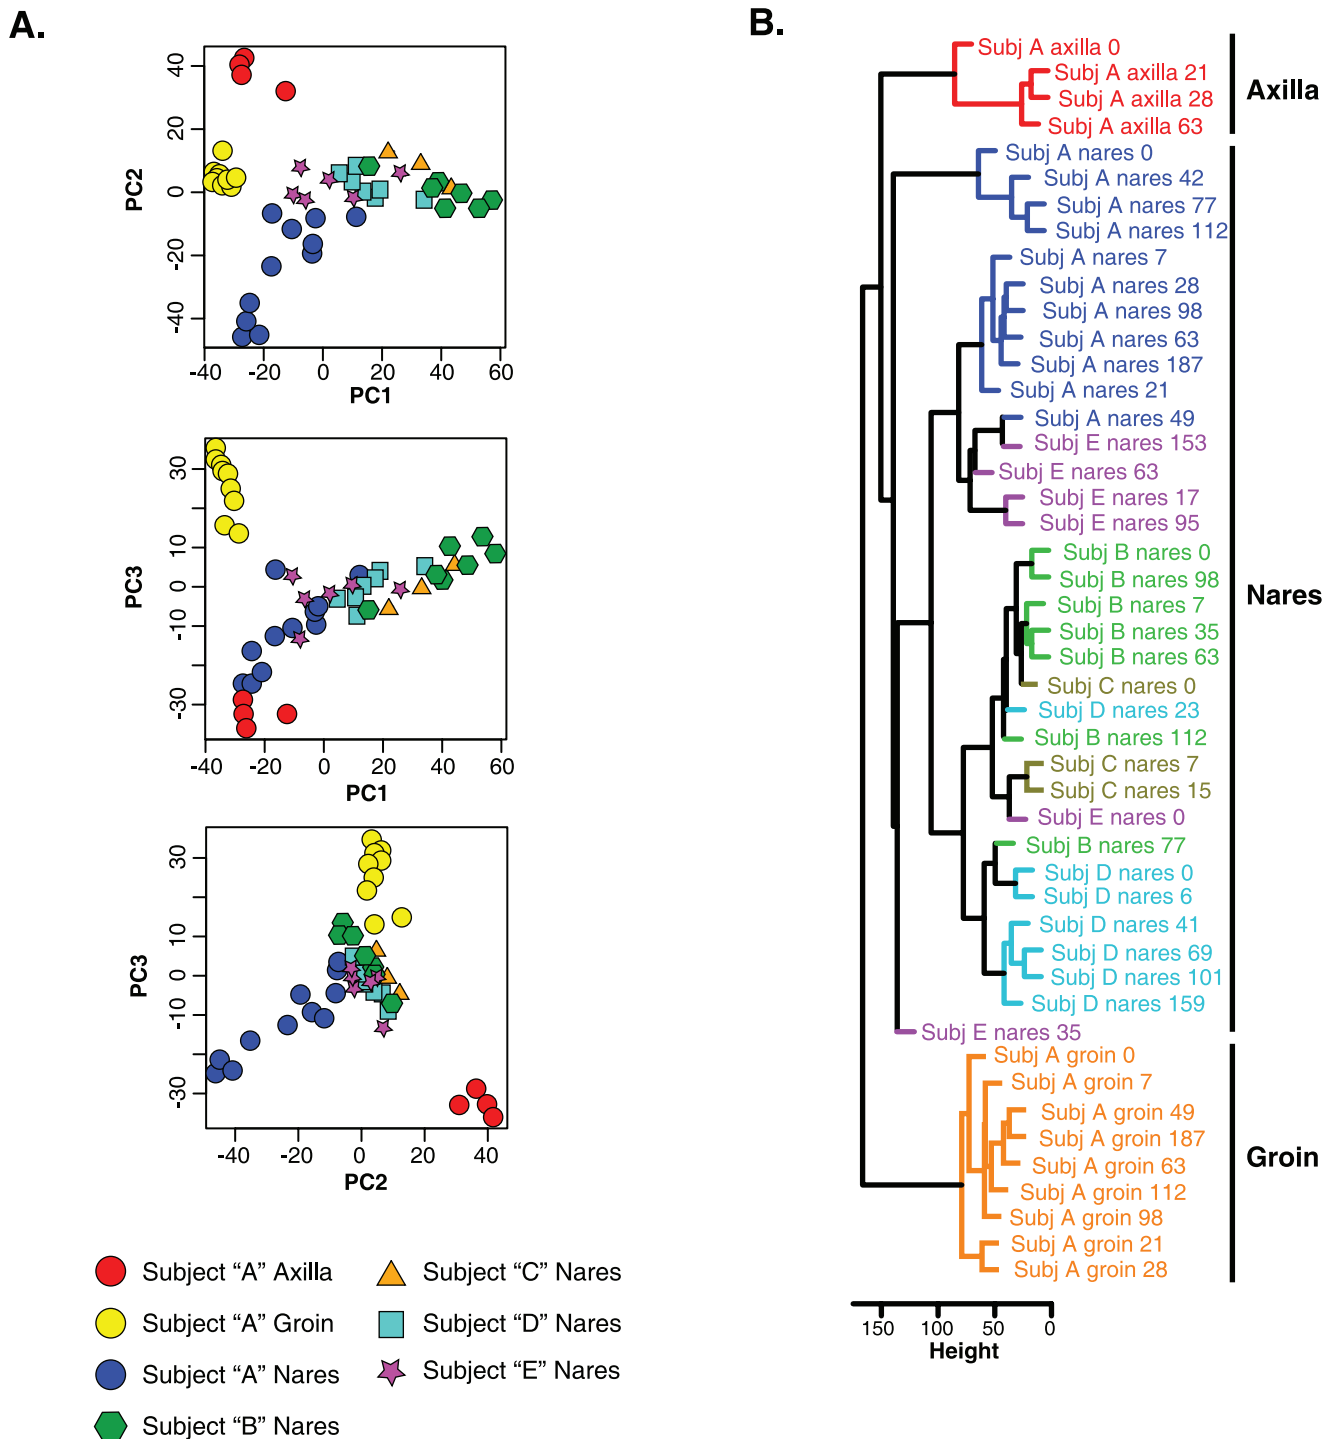 A.
40
20
0
-20
-40
PC2
-40 -20 0 20 40 60
PC1
30
10
0
-10
-30
PC3
-40 -20 0 20 40 60
PC1
30
10
0
-10
-30
PC3
-40 -20 0 20 40
PC2
Subject “A” Axilla
Subject “A” Groin
Subject “A” Nares
Subject “B” Nares
Subject “C” Nares
Subject “D” Nares
Subject “E” Nares
B.
Subj A axilla 0
Subj A axilla 21
Subj A axilla 28
Subj A axilla 63
Axilla
Subj A nares 0
Subj A nares 42
Subj A nares 77
Subj A nares 112
Subj A nares 7
Subj A nares 28
Subj A nares 98
Subj A nares 63
Subj A nares 187
Subj A nares 21
Subj A nares 49
Subj E nares 153
Subj E nares 63
Subj E nares 17
Subj E nares 95
Subj B nares 0
Subj B nares 98
Subj B nares 7
Subj B nares 35
Subj B nares 63
Subj C nares 0
Subj D nares 23
Subj B nares 112
Subj C nares 7
Subj C nares 15
Subj E nares 0
Subj B nares 77
Subj D nares 0
Subj D nares 6
Subj D nares 41
Subj D nares 69
Subj D nares 101
Subj D nares 159
Subj E nares 35
Nares
Subj A groin 0
Subj A groin 7
Subj A groin 49
Subj A groin 187
Subj A groin 63
Subj A groin 112
Subj A groin 98
Subj A groin 21
Subj A groin 28
Groin
150 100 50 0
Height